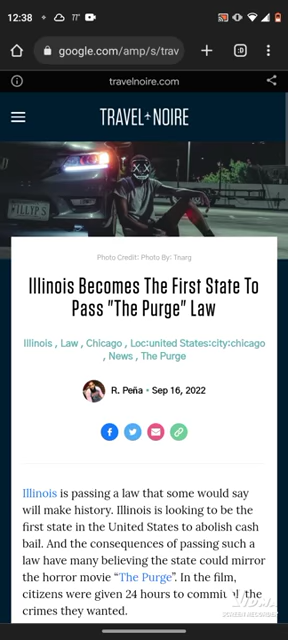 12:38
77°
google.com/amp/s/trav
:D
travelnoire.com
TRAVEL NOIRE
ILLYPS
Photo Credit: Photo By: Tnarg
Illinois Becomes The First State To
Pass "The Purge" Law
Illinois , Law , Chicago , Loc:united States:city:chicago
, News , The Purge
R. Peña • Sep 16, 2022
Illinois is passing a law that some would say
will make history. Illinois is looking to be the
first state in the United States to abolish cash
bail. And the consequences of passing such a
law have many believing the state could mirror
the horror movie “The Purge”. In the film,
citizens were given 24 hours to commit all the
crimes they wanted.
SCREEN RECORDER